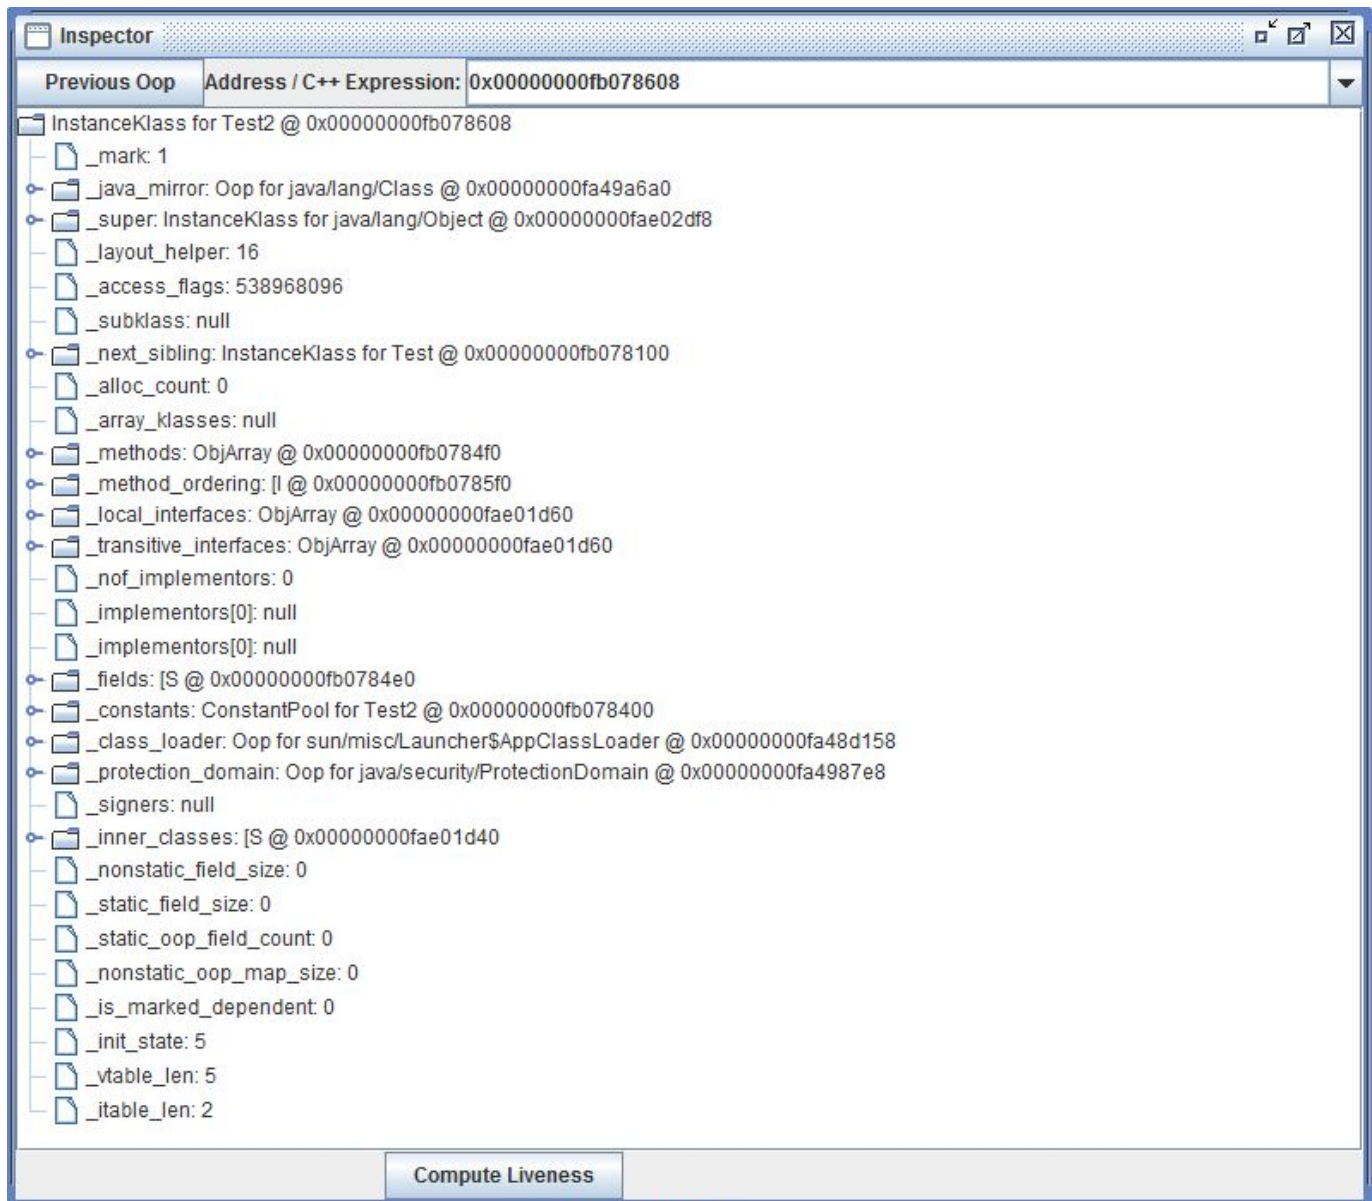 Inspector
Previous Oop Address / C++ Expression: 0x00000000fb078608
InstanceKlass for Test2 @ 0x00000000fb078608
_mark: 1
_java_mirror: Oop for java/lang/Class @ 0x00000000fa49a6a0
_super: InstanceKlass for java/lang/Object @ 0x00000000fae02df8
_layout_helper: 16
_access_flags: 538968096
_subklass: null
_next_sibling: InstanceKlass for Test @ 0x00000000fb078100
_alloc_count: 0
_array_klasses: null
_methods: ObjArray @ 0x00000000fb0784f0
_method_ordering: [I @ 0x00000000fb0785f0
_local_interfaces: ObjArray @ 0x00000000fae01d60
_transitive_interfaces: ObjArray @ 0x00000000fae01d60
_nof_implementors: 0
_implementors[0]: null
_implementors[0]: null
_fields: [S @ 0x00000000fb0784e0
_constants: ConstantPool for Test2 @ 0x00000000fb078400
_class_loader: Oop for sun/misc/Launcher$AppClassLoader @ 0x00000000fa48d158
_protection_domain: Oop for java/security/ProtectionDomain @ 0x00000000fa4987e8
_signers: null
_inner_classes: [S @ 0x00000000fae01d40
_nonstatic_field_size: 0
_static_field_size: 0
_static_oop_field_count: 0
_nonstatic_oop_map_size: 0
_is_marked_dependent: 0
_init_state: 5
_vtable_len: 5
_itable_len: 2
Compute Liveness